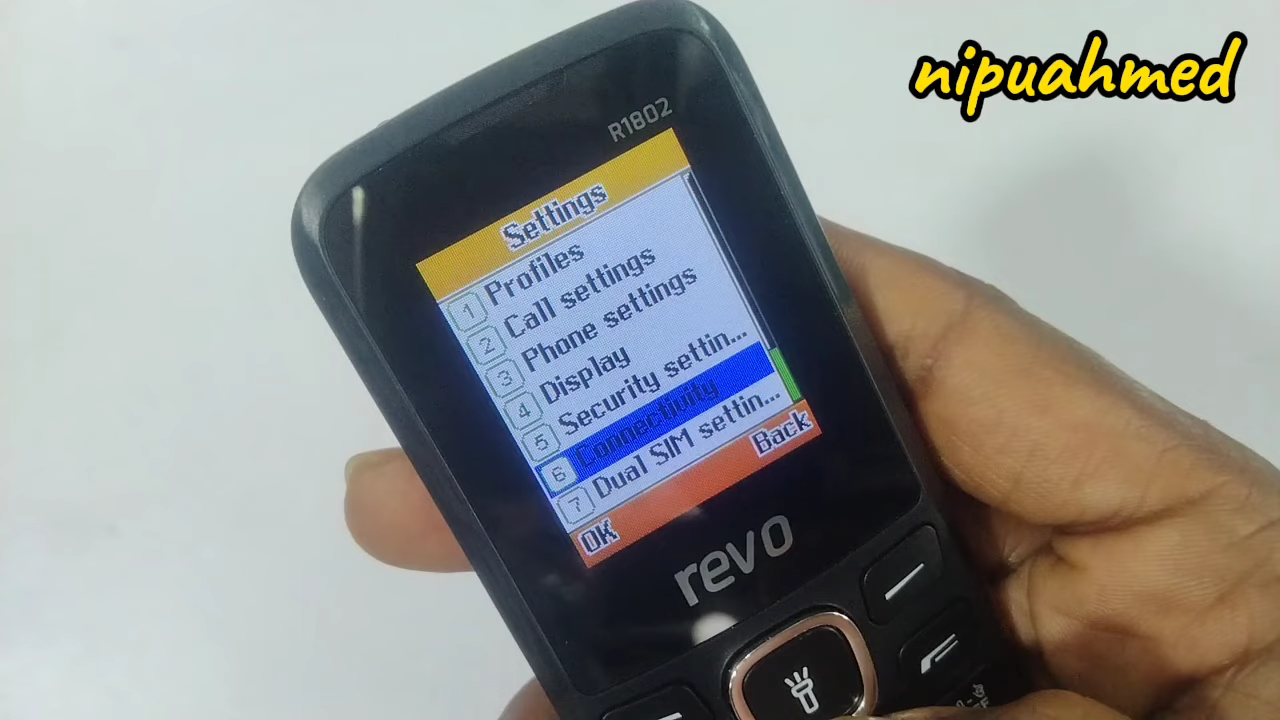 nipuahmed
R1802
Settings
1 Profiles
2 Call settings
3 Phone settings
4 Display
5 Security settin...
6 Connectivity
7 Dual SIM settin...
OK Back
revo